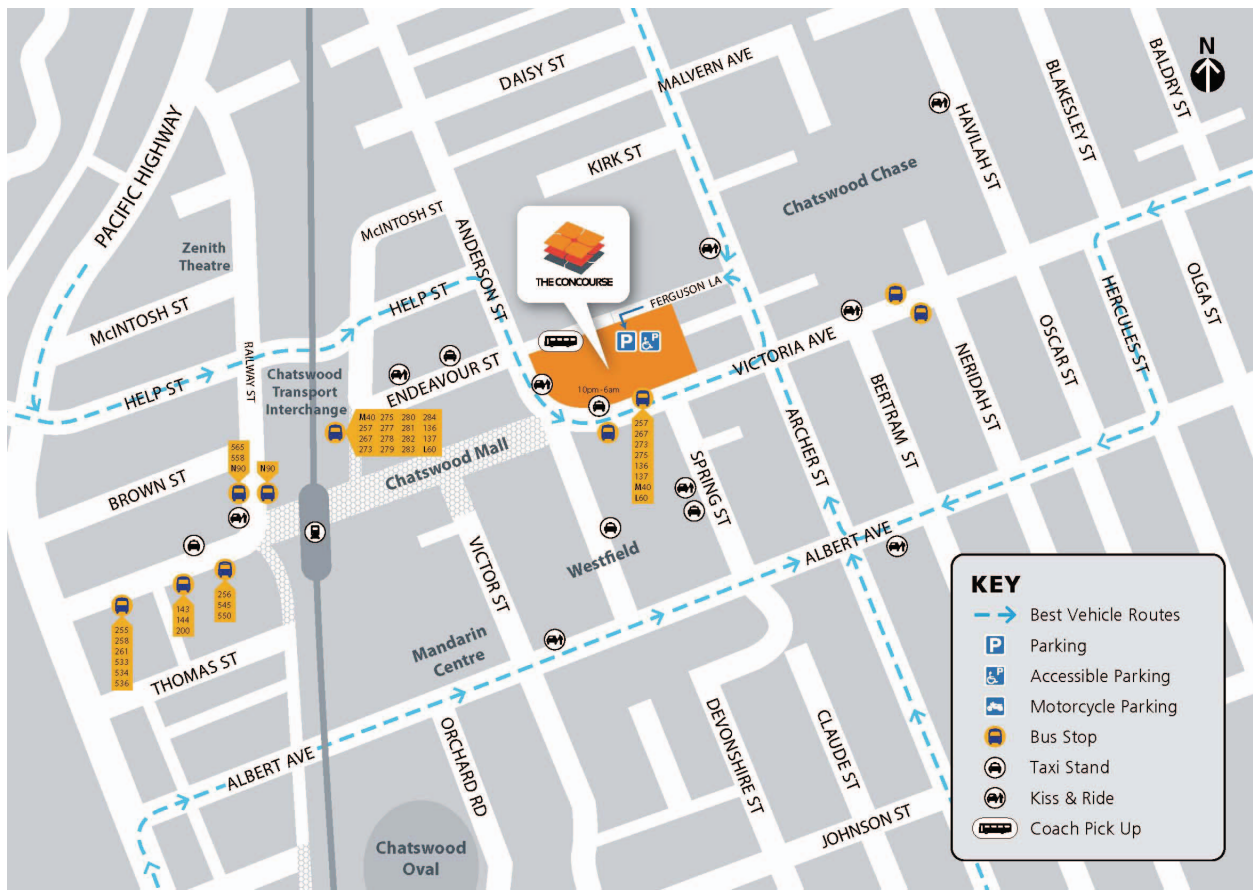 N
DAISY ST
MALVERN AVE
HAVILAH ST
BLAKESLEY ST
BALDRY ST
PACIFIC HIGHWAY
KIRK ST
Chatswood Chase
McINTOSH ST
ANDERSON ST
Zenith
Theatre
THE CONCOURSE
FERGUSON LA
HELP ST
McINTOSH ST
RAILWAY ST
HERCULES ST
OLGA ST
P
P
VICTORIA AVE
OSCAR ST
HELP ST
Chatswood
Transport
Interchange
ENDEAVOUR ST
10pm - 6am
BERTRAM ST
NERIDAH ST
M40 275 280 284
257 277 281 136
267 278 282 137
273 279 283 L60
257
267
273
275
136
137
M40
L60
565
558
N90
N90
Chatswood Mall
ARCHER ST
SPRING ST
BROWN ST
VICTOR ST
Westfield
ALBERT AVE
256
545
550
143
144
200
255
258
261
533
534
536
THOMAS ST
Mandarin
Centre
ALBERT AVE
ORCHARD RD
DEVONSHIRE ST
CLAUDE ST
JOHNSON ST
Chatswood
Oval
KEY
Best Vehicle Routes
P
Parking
P
Accessible Parking
Motorcycle Parking
Bus Stop
Taxi Stand
Kiss & Ride
Coach Pick Up